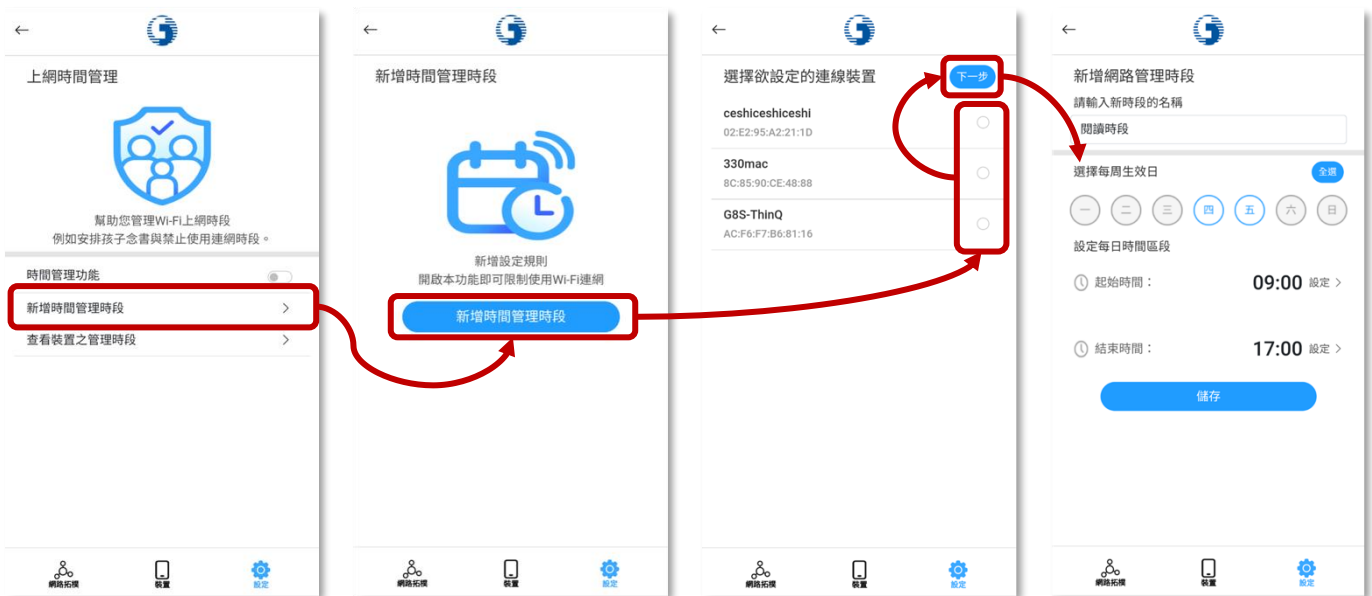 上網時間管理
幫助您管理Wi-Fi上網時段
例如安排孩子念書與禁止使用連網時段。
時間管理功能
新增時間管理時段
查看裝置之管理時段
網路拓樸
裝置
設定
新增時間管理時段
新增設定規則
開啟本功能即可限制使用Wi-Fi連網
新增時間管理時段
網路拓樸
裝置
設定
選擇欲設定的連線裝置
下一步
ceshiceshiceshi
02:E2:95:A2:21:1D
330mac
8C:85:90:CE:48:88
G8S-ThinQ
AC:F6:F7:B6:81:16
網路拓樸
裝置
設定
新增網路管理時段
請輸入新時段的名稱
閱讀時段
選擇每周生效日 全選
一 二 三 四 五 六 日
設定每日時間區段
起始時間： 09:00 設定
結束時間： 17:00 設定
儲存
網路拓樸
裝置
設定